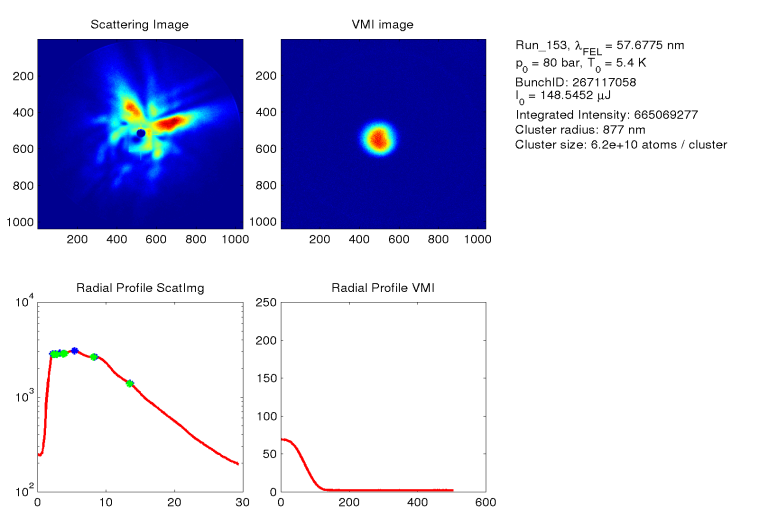 Scattering Image
200
400
600
800
1000
200 400 600 800 1000
VMI image
200
400
600
800
1000
200 400 600 800 1000
Run_153, λ_FEL = 57.6775 nm
p_0 = 80 bar, T_0 = 5.4 K
BunchID: 267117058
I_0 = 148.5452 μJ
Integrated Intensity: 665069277
Cluster radius: 877 nm
Cluster size: 6.2e+10 atoms / cluster
Radial Profile ScatImg
10^4
10^3
10^2
0 10 20 30
Radial Profile VMI
250
200
150
100
50
0
0 200 400 600